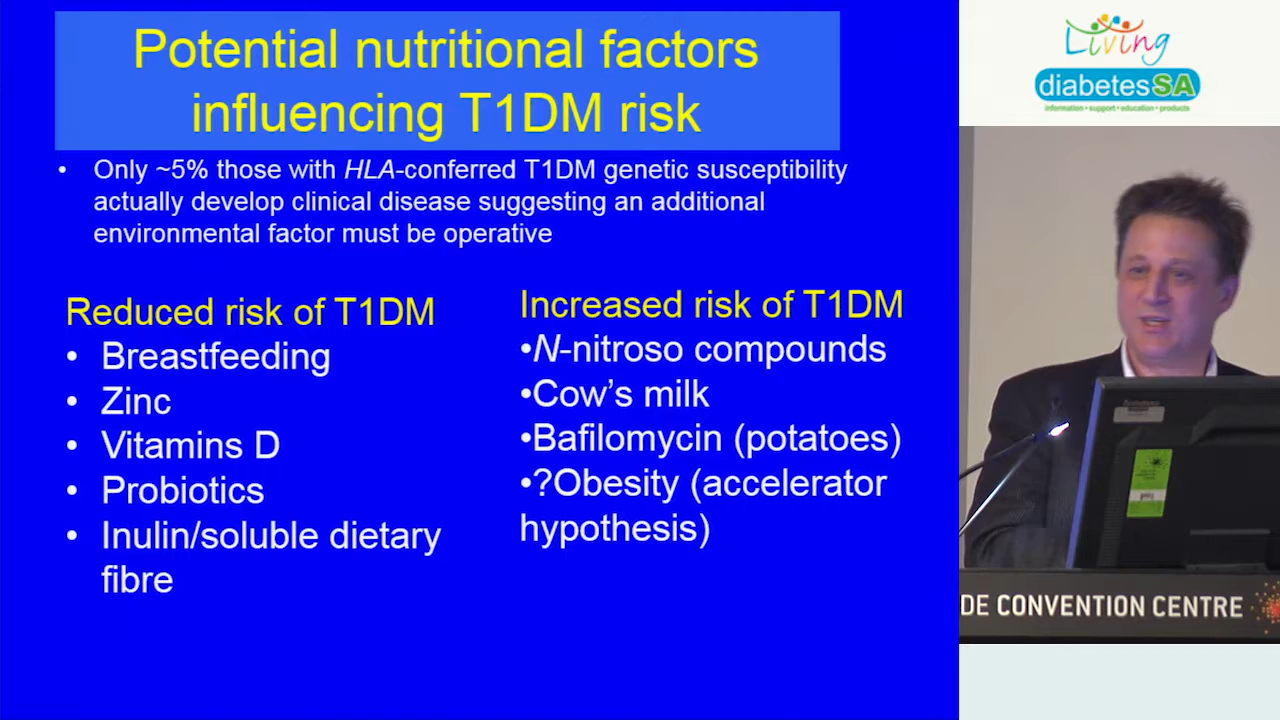 Potential nutritional factors
influencing T1DM risk
• Only ~5% those with HLA-conferred T1DM genetic susceptibility
actually develop clinical disease suggesting an additional
environmental factor must be operative
Reduced risk of T1DM
• Breastfeeding
• Zinc
• Vitamins D
• Probiotics
• Inulin/soluble dietary
fibre
Increased risk of T1DM
•N-nitroso compounds
•Cow’s milk
•Bafilomycin (potatoes)
•?Obesity (accelerator
hypothesis)
Living
diabetesSA
information • support • education • products
DE CONVENTION CENTRE